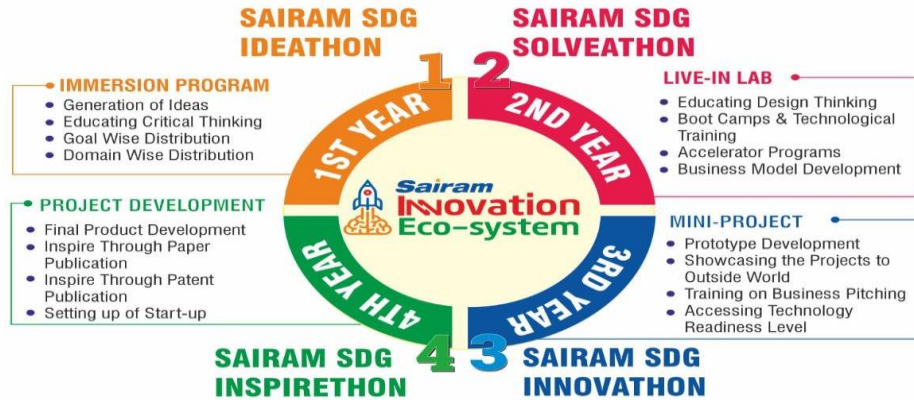 SAIRAM SDG
IDEATHON
1
1ST YEAR
IMMERSION PROGRAM
Generation of Ideas
Educating Critical Thinking
Goal Wise Distribution
Domain Wise Distribution
SAIRAM SDG
SOLVEATHON
2
2ND YEAR
LIVE-IN LAB
Educating Design Thinking
Boot Camps & Technological
Training
Accelerator Programs
Business Model Development
Sairam
Innovation
Eco-system
PROJECT DEVELOPMENT
Final Product Development
Inspire Through Paper
Publication
Inspire Through Patent
Publication
Setting up of Start-up
4TH YEAR
4
SAIRAM SDG
INSPIRETHON
MINI-PROJECT
Prototype Development
Showcasing the Projects to
Outside World
Training on Business Pitching
Accessing Technology
Readiness Level
3RD YEAR
3
SAIRAM SDG
INNOVATHON